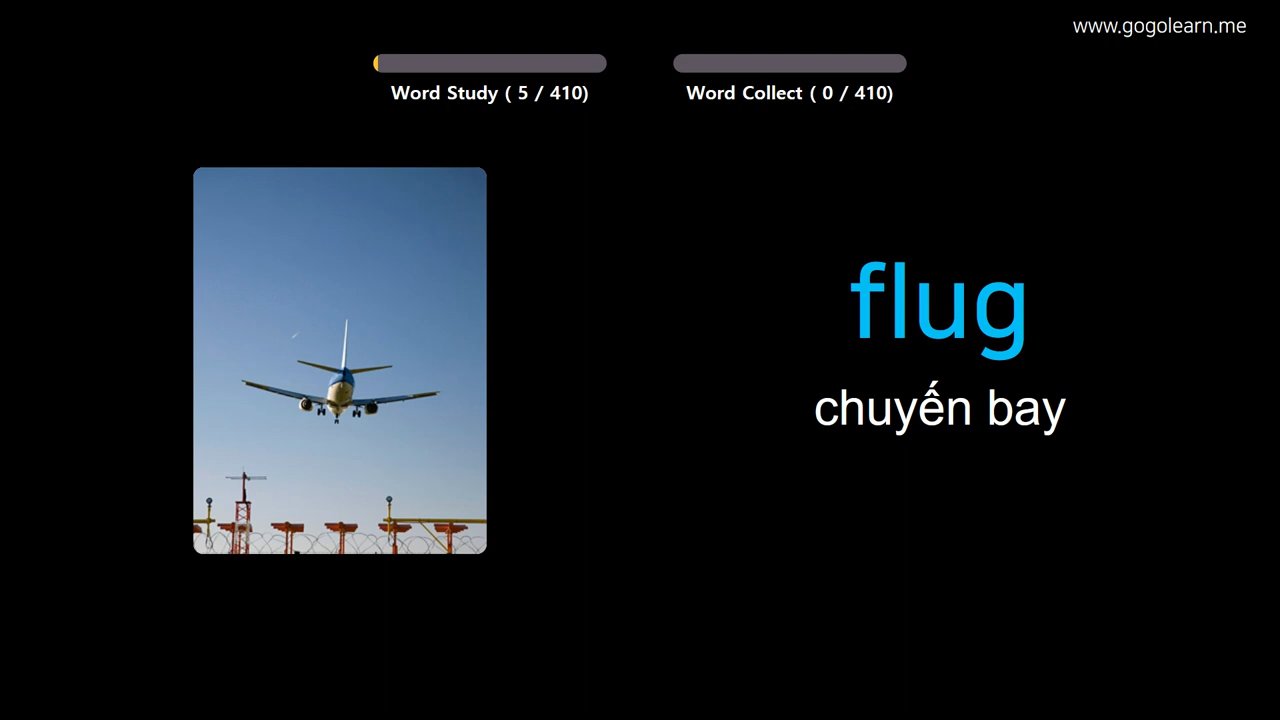 www.gogolearn.me
Word Study ( 5 / 410)
Word Collect ( 0 / 410)
flug
chuyến bay